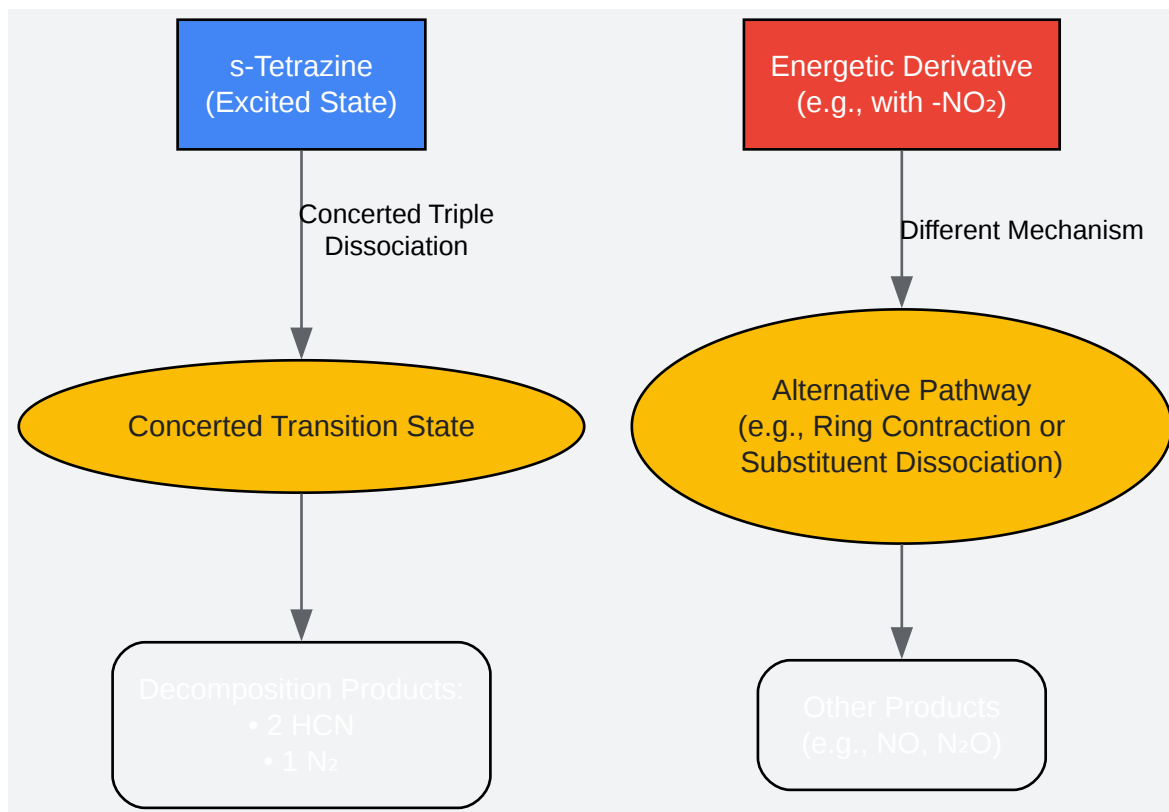 s-Tetrazine
(Excited State)
Concerted Triple
Dissociation
Concerted Transition State
Decomposition Products:
• 2 HCN
• 1 N₂
Energetic Derivative
(e.g., with -NO₂)
Different Mechanism
Alternative Pathway
(e.g., Ring Contraction or
Substituent Dissociation)
Other Products
(e.g., NO, N₂O)